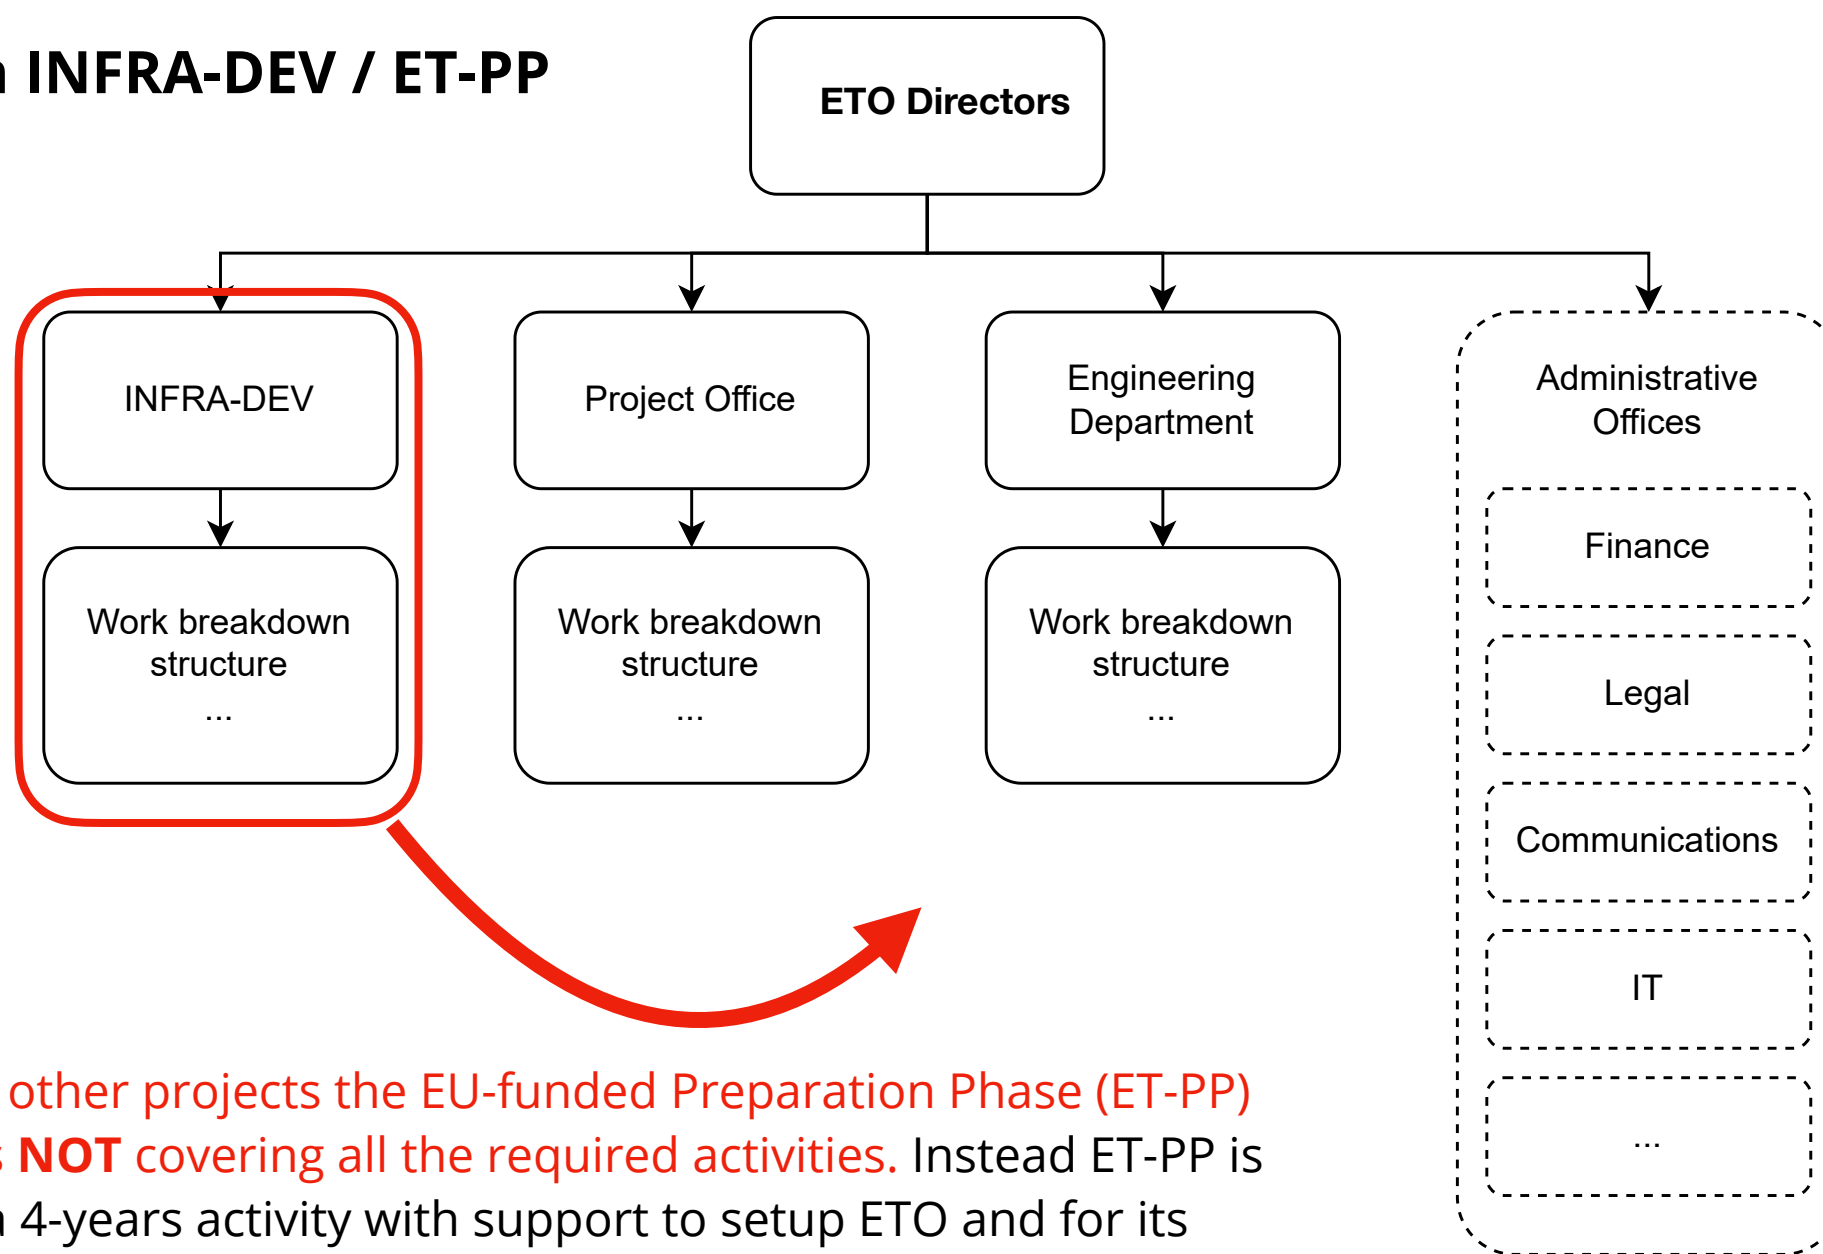 INFRA-DEV / ET-PP
ETO Directors
INFRA-DEV
Project Office
Engineering
Department
Administrative
Offices
Work breakdown
structure
...
Work breakdown
structure
...
Work breakdown
structure
...
Finance
Legal
Communications
IT
...
other projects the EU-funded Preparation Phase (ET-PP)
NOT covering all the required activities. Instead ET-PP is
4-years activity with support to setup ETO and for its